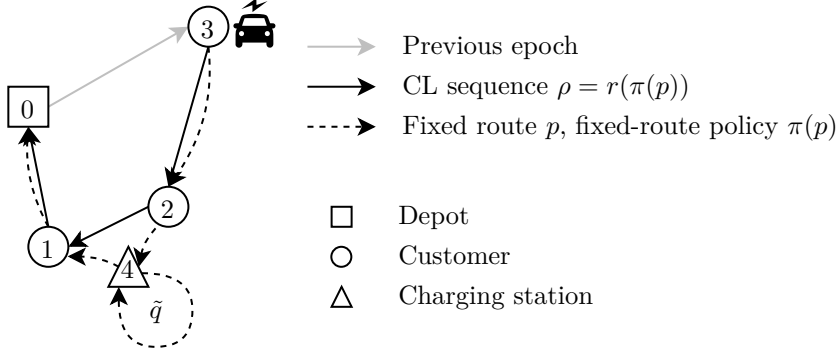 3
Previous epoch
CL sequence ρ = r(π(p))
0
Fixed route p, fixed-route policy π(p)
2
Depot
1
Customer
4
Charging station
q̃